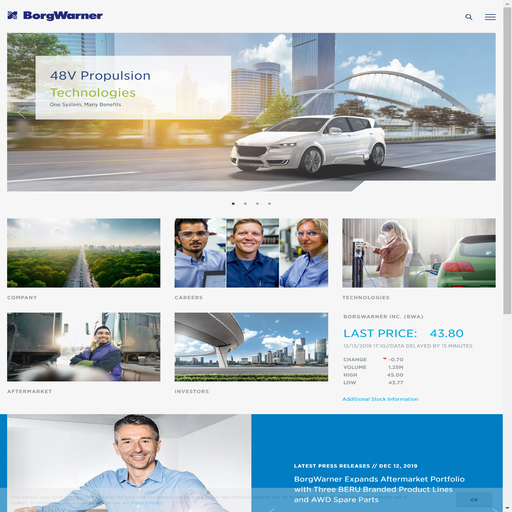 BorgWarner
48V Propulsion
Technologies
One System, Many Benefits
COMPANY
CAREERS
TECHNOLOGIES
BORGWARNER INC. (BWA)
LAST PRICE: 43.80
12/13/2019 17:10//DATA DELAYED BY 15 MINUTES
CHANGE -0.70
VOLUME 1.25M
HIGH 45.00
LOW 43.77
Additional Stock Information
AFTERMARKET
INVESTORS
LATEST PRESS RELEASES // DEC 12, 2019
BorgWarner Expands Aftermarket Portfolio
with Three BERU Branded Product Lines
and AWD Spare Parts
OK